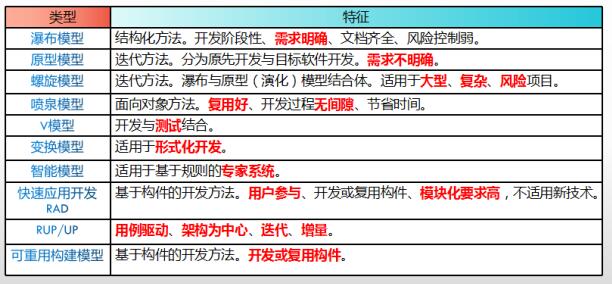 类型 特征
瀑布模型 结构化方法。开发阶段性、需求明确、文档齐全、风险控制弱。
原型模型 迭代方法。分为原先开发与目标软件开发。需求不明确。
螺旋模型 迭代方法。瀑布与原型（演化）模型结合体。适用于大型、复杂、风险项目。
喷泉模型 面向对象方法。复用好、开发过程无间隙、节省时间。
V模型 开发与测试结合。
变换模型 适用于形式化开发。
智能模型 适用于基于规则的专家系统。
快速应用开发 基于构件的开发方法。用户参与、开发或复用构件、模块化要求高，不适用新技术。
RAD
RUP/UP 用例驱动、架构为中心、迭代、增量。
可重用构建模型 基于构件的开发方法。开发或复用构件。